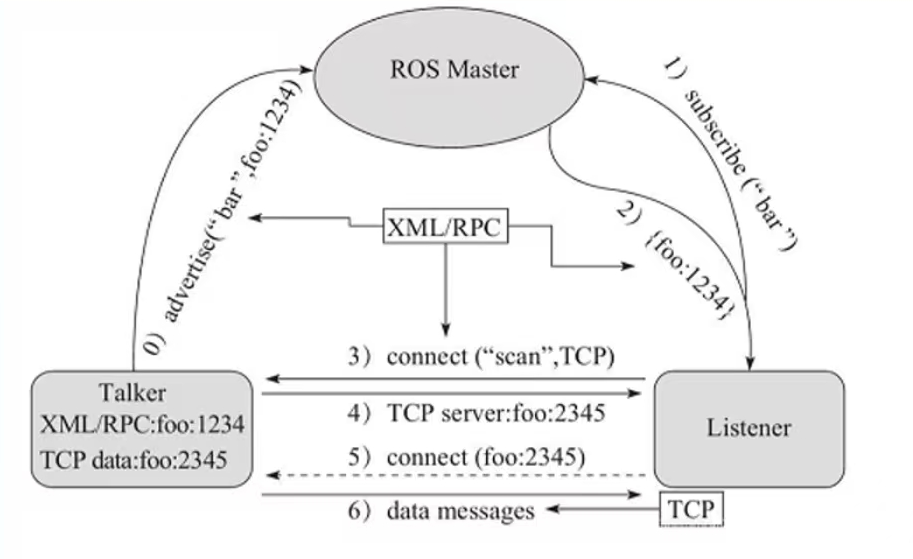 ROS Master
1) subscribe (“bar”)
0) advertise(“bar”,foo:1234)
XML/RPC
2) {foo:1234}
3) connect (“scan”,TCP)
Talker
XML/RPC:foo:1234
TCP data:foo:2345
4) TCP server:foo:2345
Listener
5) connect (foo:2345)
6) data messages
TCP